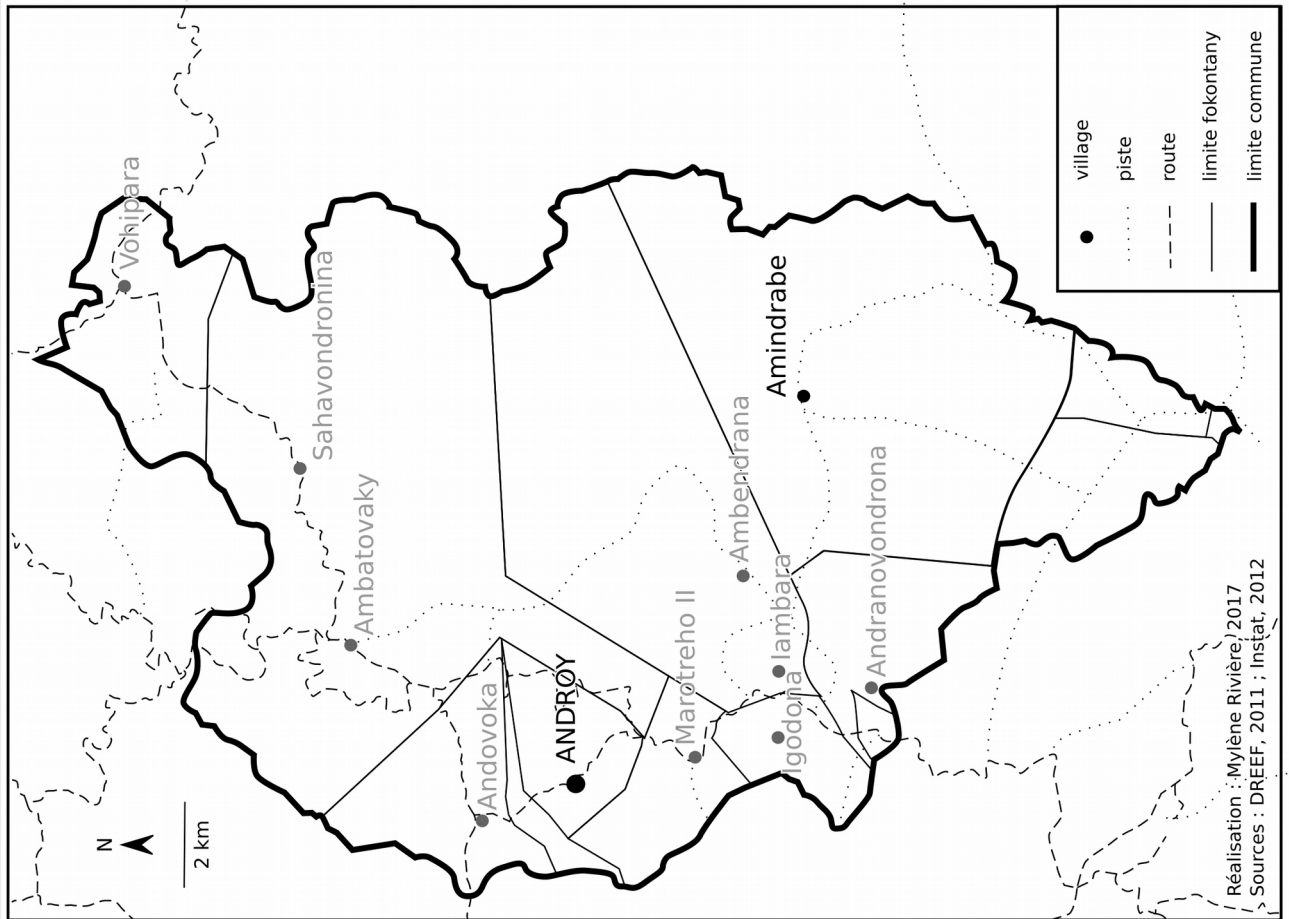 Vohipara
Sahavondronina
Ambatovaky
Andovoka
ANDROY
Marotreho II
Ambendrana
Amindrabe
Iambara
Igodona
Andranovondrona
N
2 km
village
piste
route
limite fokontany
limite commune
Réalisation : Mylène Rivière, 2017
Sources : DREEF, 2011 ; Instat, 2012